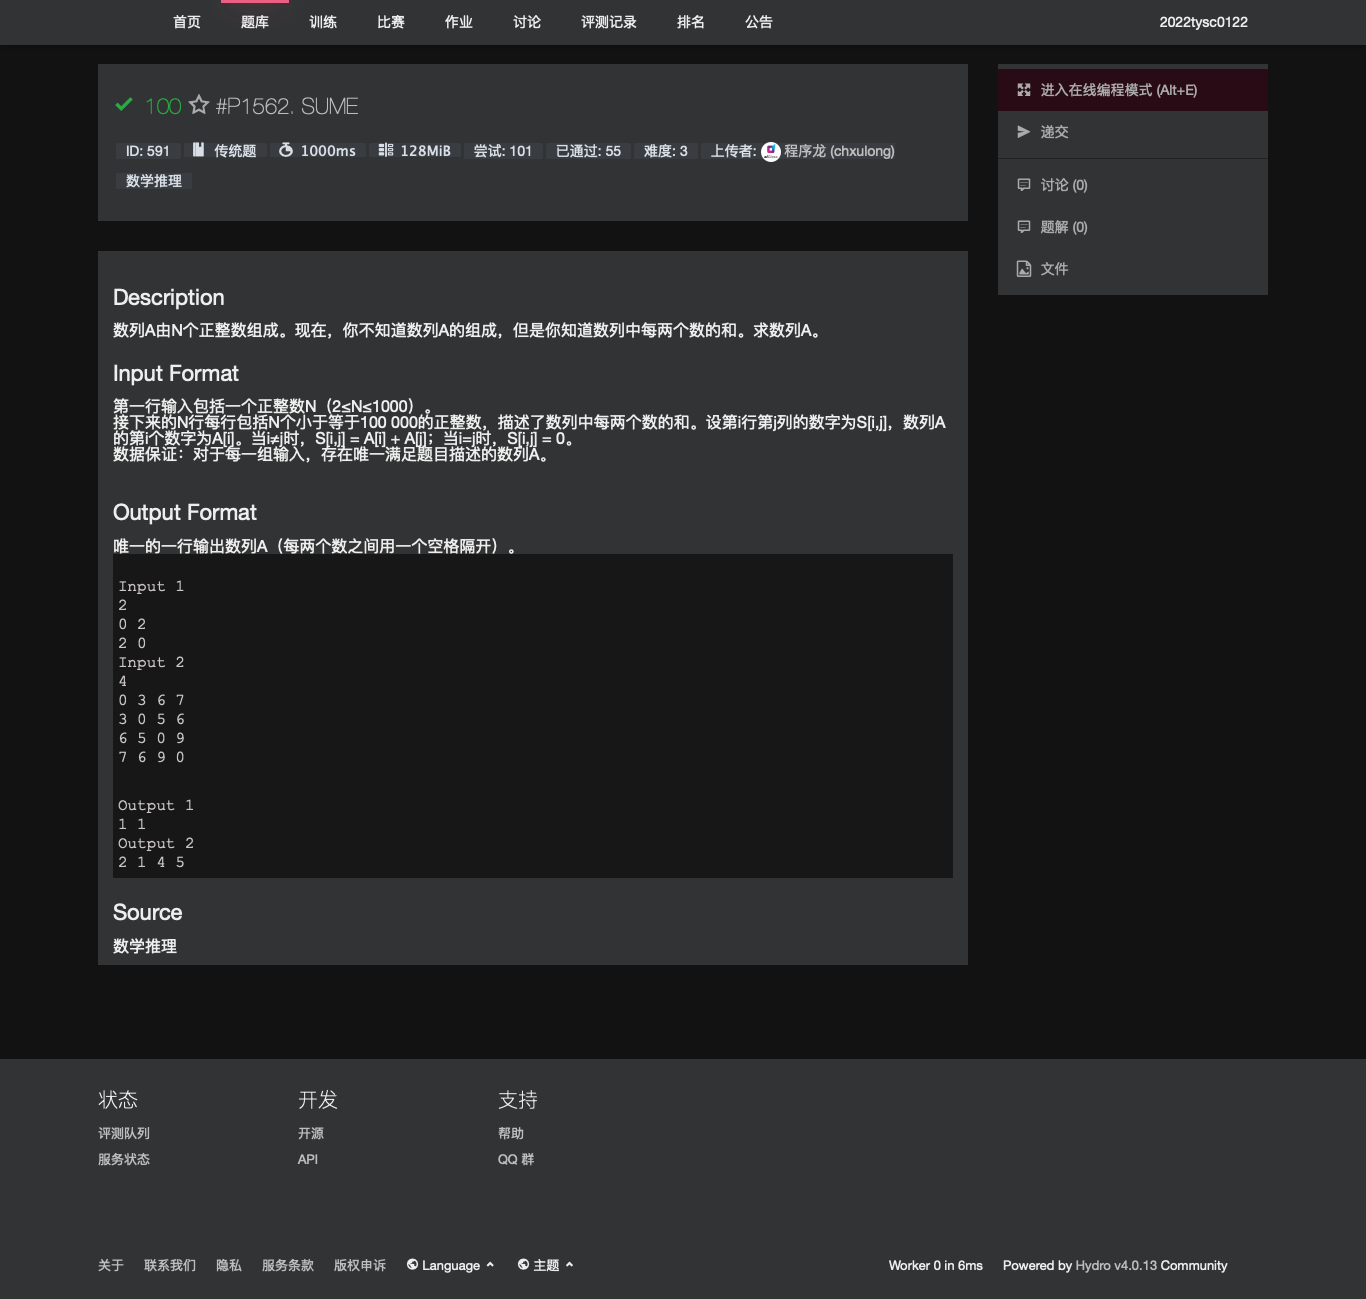 首页 题库 训练 比赛 作业 讨论 评测记录 排名 公告 2022tysc0122
100 #P1562. SUME
ID: 591 传统题 1000ms 128MiB 尝试: 101 已通过: 55 难度: 3 上传者: 程序龙 (chxulong)
数学推理
进入在线编程模式 (Alt+E)
递交
讨论 (0)
题解 (0)
文件
Description
数列A由N个正整数组成。现在，你不知道数列A的组成，但是你知道数列中每两个数的和。求数列A。
Input Format
第一行输入包括一个正整数N（2≤N≤1000）。
接下来的N行每行包括N个小于等于100 000的正整数，描述了数列中每两个数的和。设第i行第j列的数字为S[i,j]，数列A
的第i个数字为A[i]。当i≠j时，S[i,j] = A[i] + A[j]；当i=j时，S[i,j] = 0。
数据保证：对于每一组输入，存在唯一满足题目描述的数列A。
Output Format
唯一的一行输出数列A（每两个数之间用一个空格隔开）。
Input 1
2
0 2
2 0
Input 2
4
0 3 6 7
3 0 5 6
6 5 0 9
7 6 9 0
Output 1
1 1
Output 2
2 1 4 5
Source
数学推理
状态 开发 支持
评测队列 开源 帮助
服务状态 API QQ 群
关于 联系我们 隐私 服务条款 版权申诉 Language 主题 Worker 0 in 6ms Powered by Hydro v4.0.13 Community